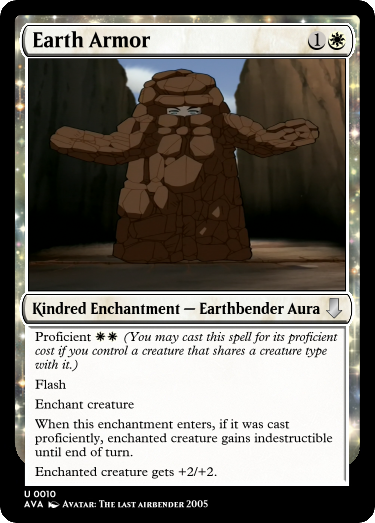 Earth Armor 1
Kindred Enchantment — Earthbender Aura
Proficient (You may cast this spell for its proficient
cost if you control a creature that shares a creature type
with it.)
Flash
Enchant creature
When this enchantment enters, if it was cast
proficiently, enchanted creature gains indestructible
until end of turn.
Enchanted creature gets +2/+2.
U 0010
AVA Avatar: The last airbender 2005